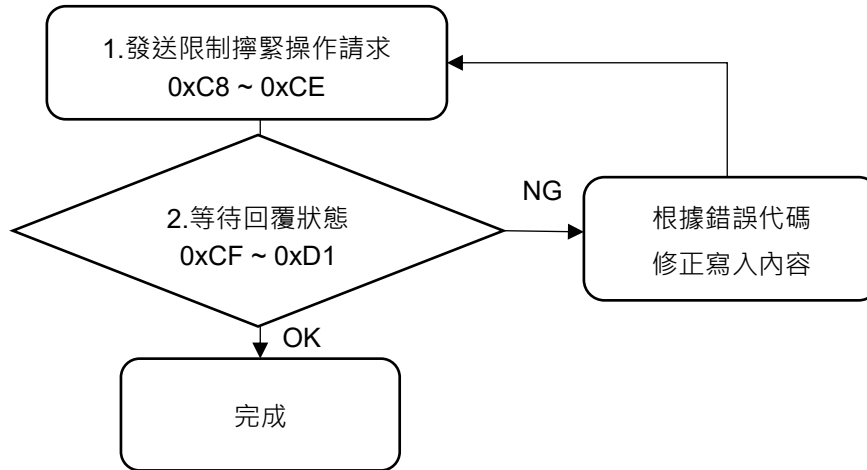 1.發送限制擰緊操作請求
0xC8 ~ 0xCE
2.等待回覆狀態
0xCF ~ 0xD1
NG
根據錯誤代碼
修正寫入內容
OK
完成